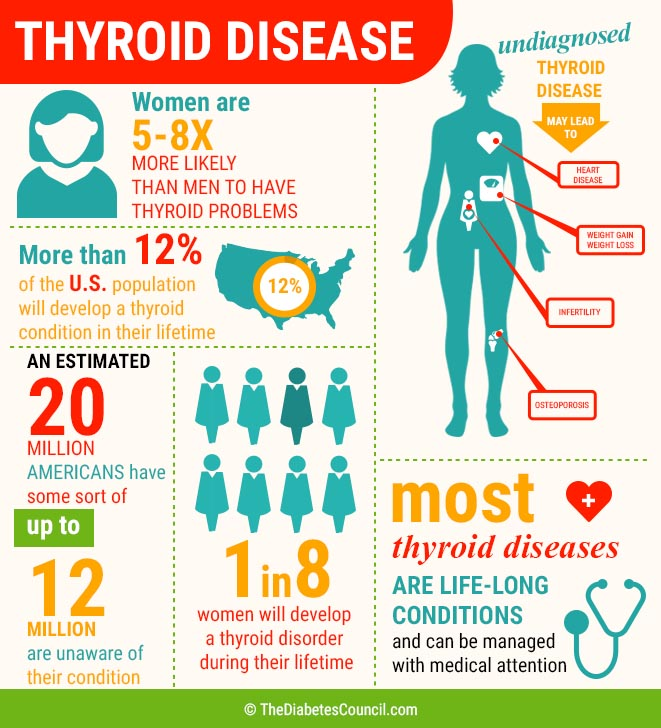 THYROID DISEASE
Women are
5-8X
MORE LIKELY
THAN MEN TO HAVE
THYROID PROBLEMS
More than 12%
of the U.S. population
will develop a thyroid
condition in their lifetime
12%
AN ESTIMATED
20
MILLION
AMERICANS have
some sort of
up to
12
MILLION
are unaware of
their condition
1 in 8
women will develop
a thyroid disorder
during their lifetime
undiagnosed
THYROID
DISEASE
MAY LEAD
TO
HEART
DISEASE
WEIGHT GAIN
WEIGHT LOSS
INFERTILITY
OSTEOPOROSIS
most
thyroid diseases
ARE LIFE-LONG
CONDITIONS
and can be managed
with medical attention
© TheDiabetesCouncil.com